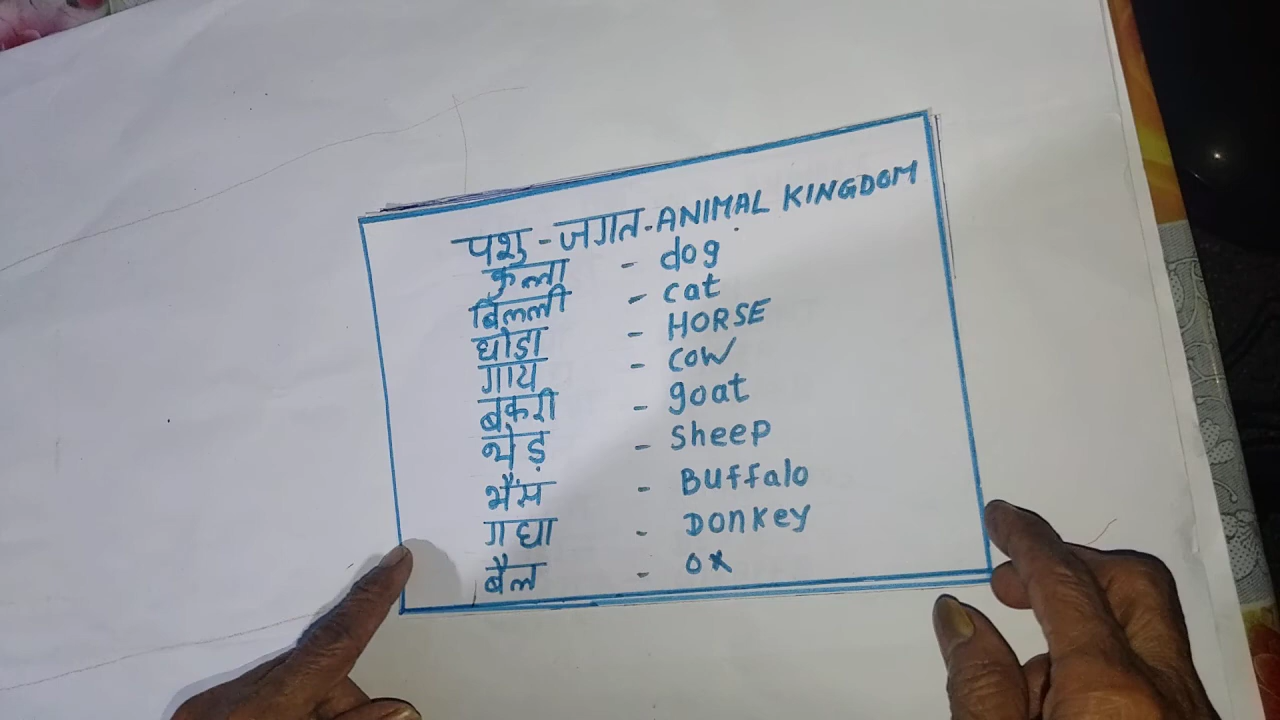 पशु - जगत - ANIMAL KINGDOM
कुत्ता - dog
बिल्ली - cat
घोड़ा - HORSE
गाय - COW
बकरी - goat
भेड़ - Sheep
भैंस - Buffalo
गधा - Donkey
बैल - ox